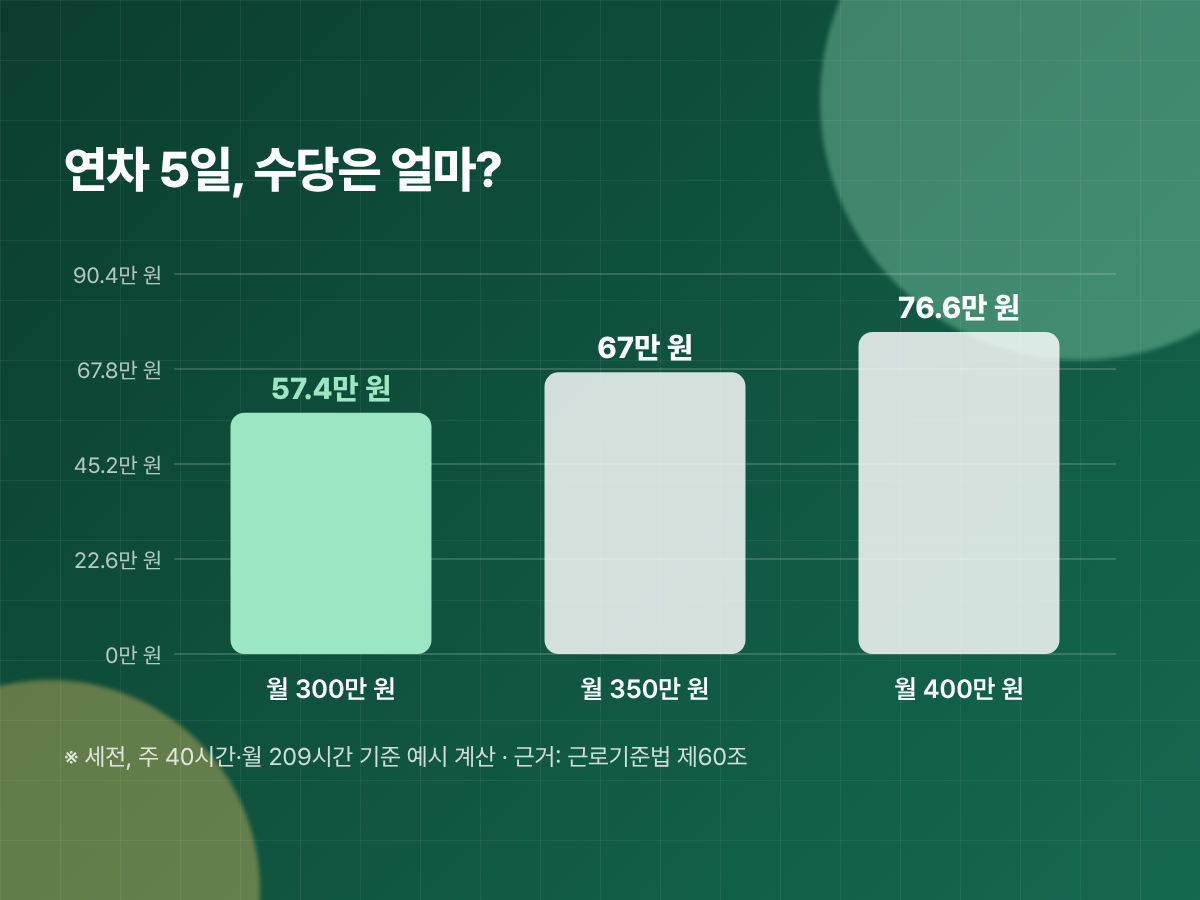 연차 5일, 수당은 얼마?
90.4만 원
67.8만 원
45.2만 원
22.6만 원
0만 원
57.4만 원
67만 원
76.6만 원
월 300만 원
월 350만 원
월 400만 원
※ 세전, 주 40시간·월 209시간 기준 예시 계산 · 근거: 근로기준법 제60조